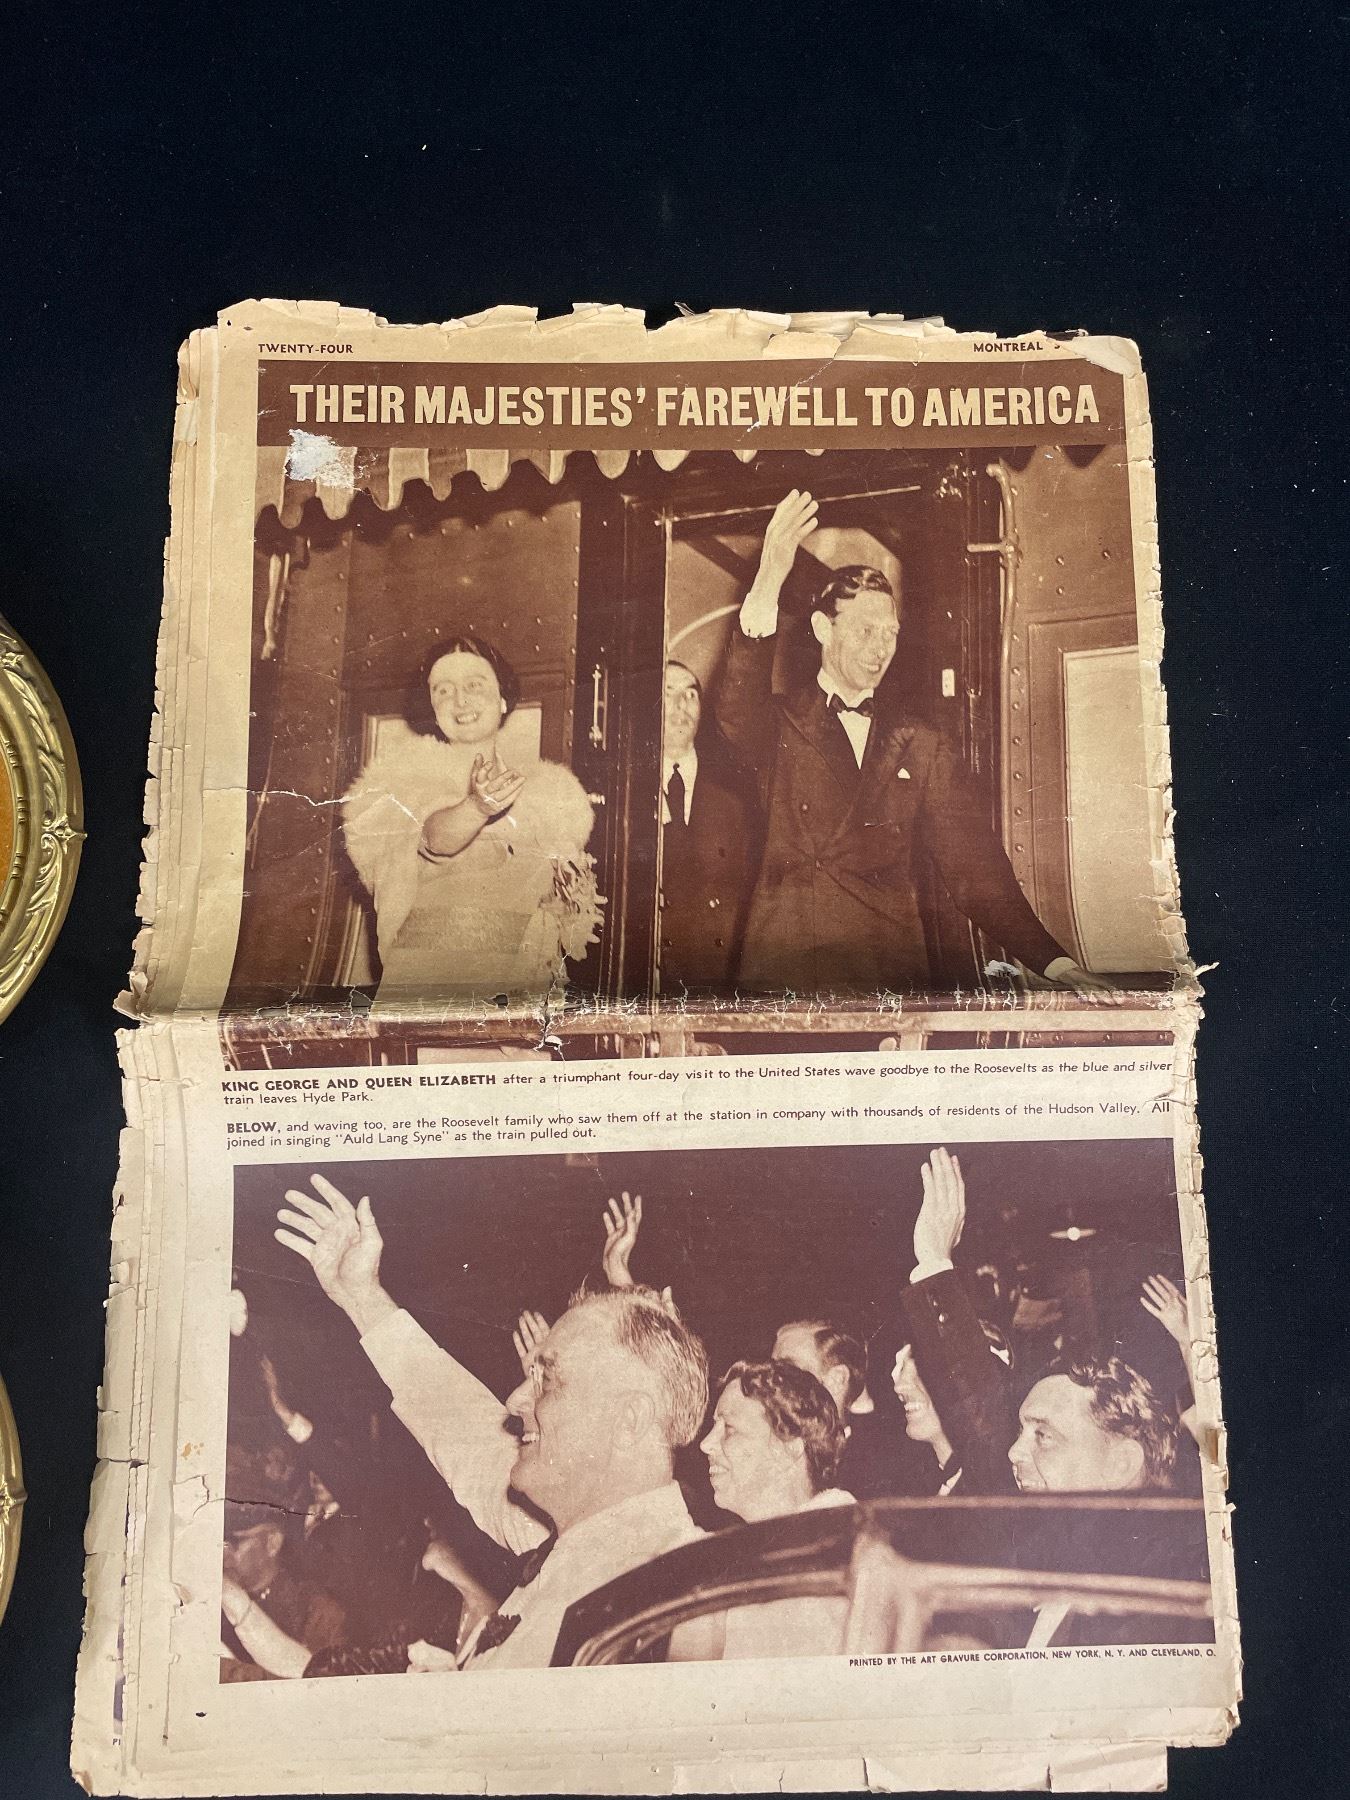 TWENTY-FOUR
MONTREAL
THEIR MAJESTIES' FAREWELL TO AMERICA
KING GEORGE AND QUEEN ELIZABETH after a triumphant four-day visit to the United States wave goodbye to the Roosevelts as the blue and silver
train leaves Hyde Park.
BELOW, and waving too, are the Roosevelt family who saw them off at the station in company with thousands of residents of the Hudson Valley. All
joined in singing "Auld Lang Syne" as the train pulled out.
PRINTED BY THE ART GRAVURE CORPORATION, NEW YORK, N. Y. AND CLEVELAND, O.